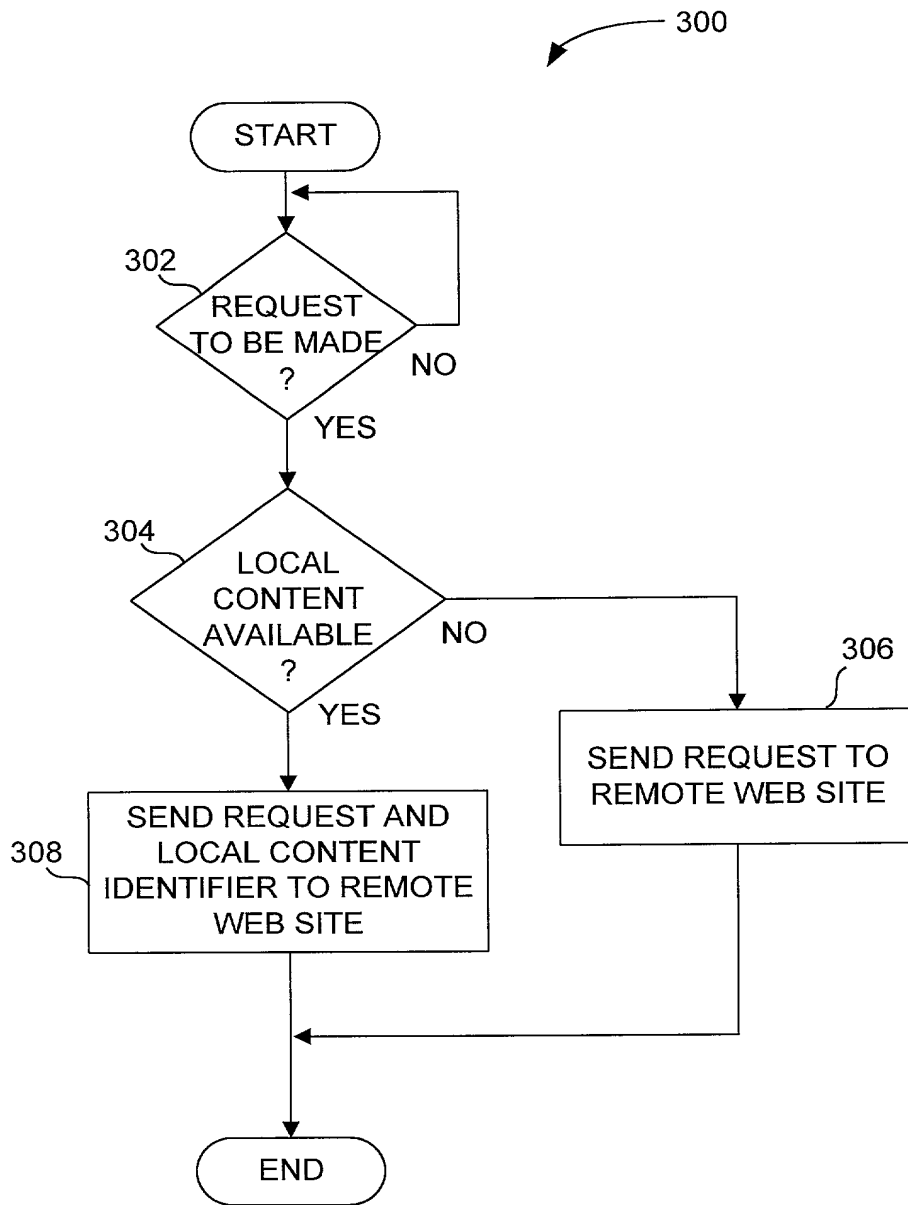 300
START
302
REQUEST
TO BE MADE
?
NO
YES
304
LOCAL
CONTENT
AVAILABLE
?
NO
YES
306
SEND REQUEST TO
REMOTE WEB SITE
308
SEND REQUEST AND
LOCAL CONTENT
IDENTIFIER TO REMOTE
WEB SITE
END